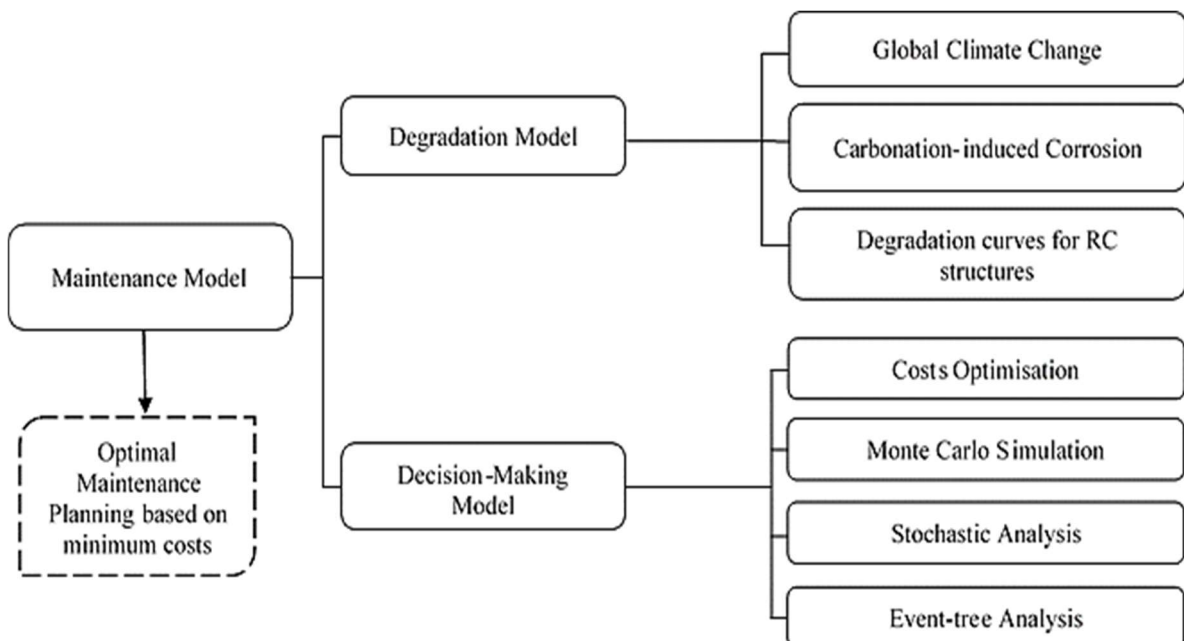 Maintenance Model
Optimal
Maintenance
Planning based on
minimum costs
Degradation Model
Global Climate Change
Carbonation-induced Corrosion
Degradation curves for RC
structures
Decision-Making
Model
Costs Optimisation
Monte Carlo Simulation
Stochastic Analysis
Event-tree Analysis